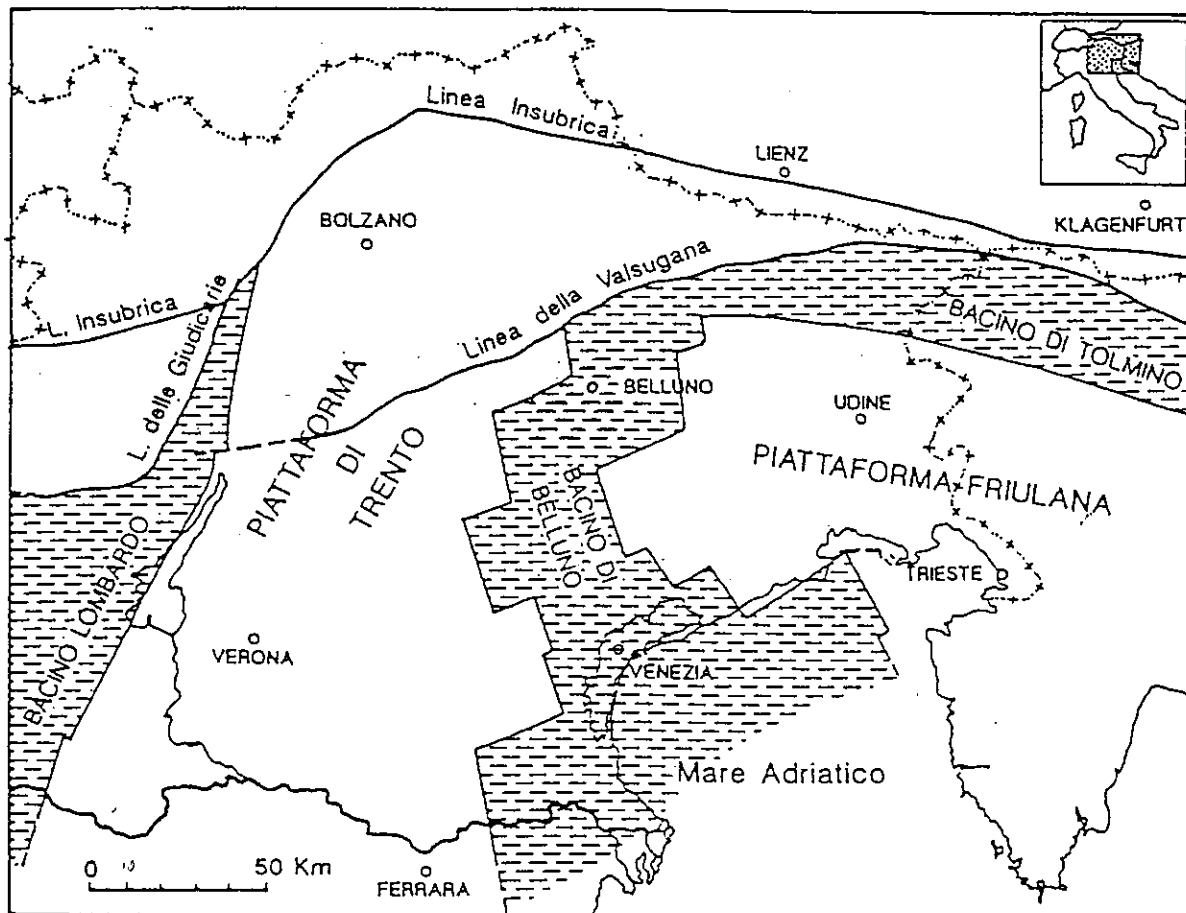 Linea Insubrica
LIENZ
KLAGENFURT
BOLZANO
L. Insubrica
L. delle Giudicarie
Linea della Valsugana
BACINO DI TOLMINO
BELLUNO
UDINE
PIATTAFORMA
DI
TRENTO
PIATTAFORMA FRIULANA
BACINO DI
BELLUNO
BACINO LOMBARDO
TRIESTE
VERONA
VENEZIA
Mare Adriatico
0 10 50 Km
FERRARA